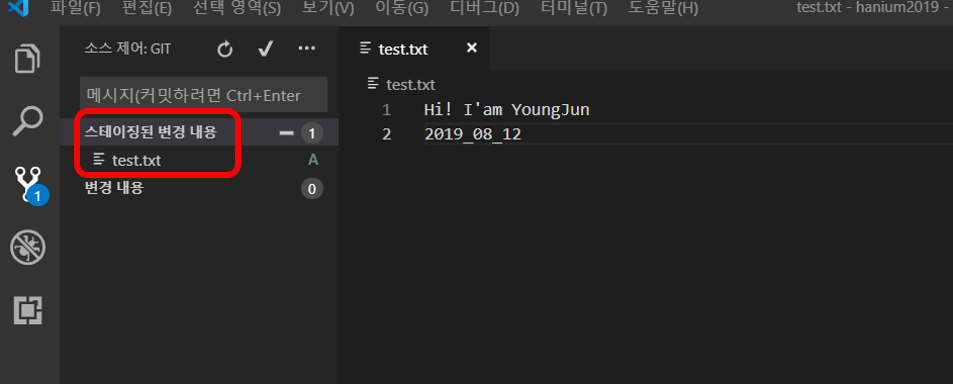 파일(F) 편집(E) 선택 영역(S) 보기(V) 이동(G) 디버그(D) 터미널(T) 도움말(H) test.txt - hanium2019 -
소스 제어: GIT
test.txt
메시지(커밋하려면 Ctrl+Enter
test.txt
스테이징된 변경 내용 1
1 Hi! I'am YoungJun
test.txt A
2 2019_08_12
변경 내용 0
1